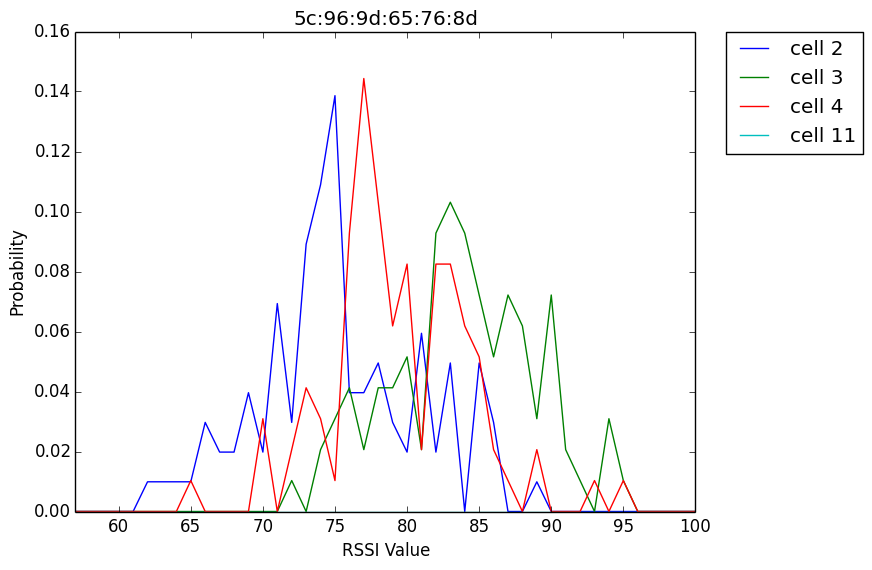 5c:96:9d:65:76:8d
0.16
0.14
0.12
0.10
0.08
0.06
0.04
0.02
0.00
Probability
60 65 70 75 80 85 90 95 100
RSSI Value
cell 2
cell 3
cell 4
cell 11